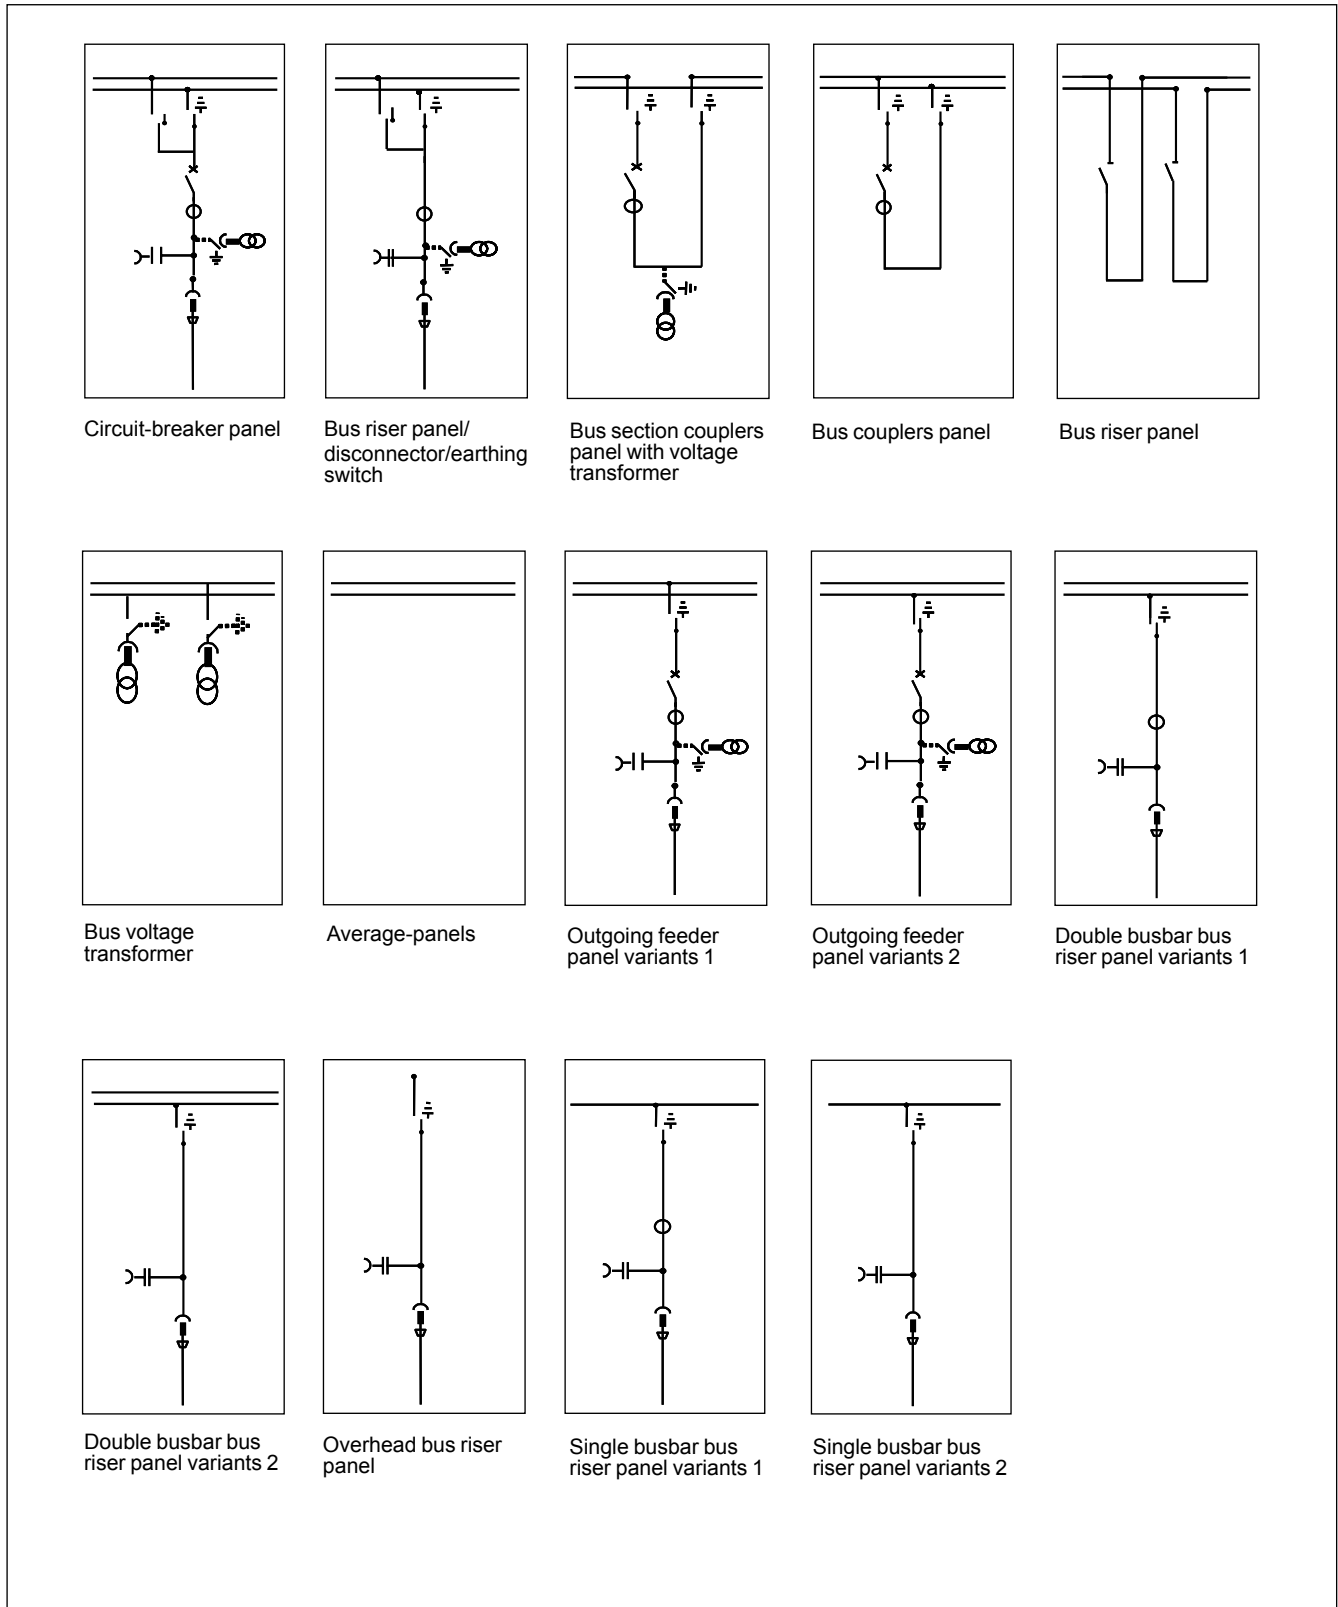 Circuit-breaker panel
Bus riser panel/
disconnector/earthing
switch
Bus section couplers
panel with voltage
transformer
Bus couplers panel
Bus riser panel
Bus voltage
transformer
Average-panels
Outgoing feeder
panel variants 1
Outgoing feeder
panel variants 2
Double busbar bus
riser panel variants 1
Double busbar bus
riser panel variants 2
Overhead bus riser
panel
Single busbar bus
riser panel variants 1
Single busbar bus
riser panel variants 2